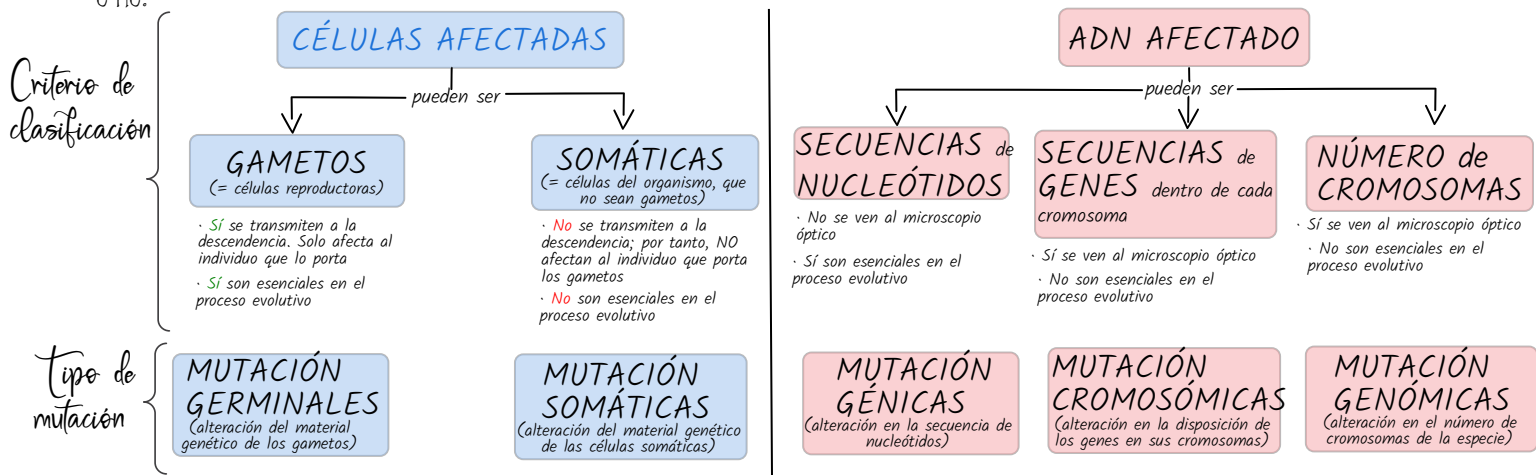 o no.
Criterio de
clasificación
CÉLULAS AFECTADAS
pueden ser
GAMETOS
(= células reproductoras)
· Sí se transmiten a la
descendencia. Solo afecta al
individuo que lo porta
· Sí son esenciales en el
proceso evolutivo
SOMÁTICAS
(= células del organismo, que
no sean gametos)
· No se transmiten a la
descendencia; por tanto, NO
afectan al individuo que porta
los gametos
· No son esenciales en el
proceso evolutivo
ADN AFECTADO
pueden ser
SECUENCIAS de
NUCLEÓTIDOS
· No se ven al microscopio
óptico
· Sí son esenciales en el
proceso evolutivo
SECUENCIAS de
GENES dentro de cada
cromosoma
· Sí se ven al microscopio óptico
· No son esenciales en el
proceso evolutivo
NÚMERO de
CROMOSOMAS
· Sí se ven al microscopio óptico
· No son esenciales en el
proceso evolutivo
Tipo de
mutación
MUTACIÓN
GERMINALES
(alteración del material
genético de los gametos)
MUTACIÓN
SOMÁTICAS
(alteración del material genético
de las células somáticas)
MUTACIÓN
GÉNICAS
(alteración en la secuencia de
nucleótidos)
MUTACIÓN
CROMOSÓMICAS
(alteración en la disposición de
los genes en sus cromosomas)
MUTACIÓN
GENÓMICAS
(alteración en el número de
cromosomas de la especie)